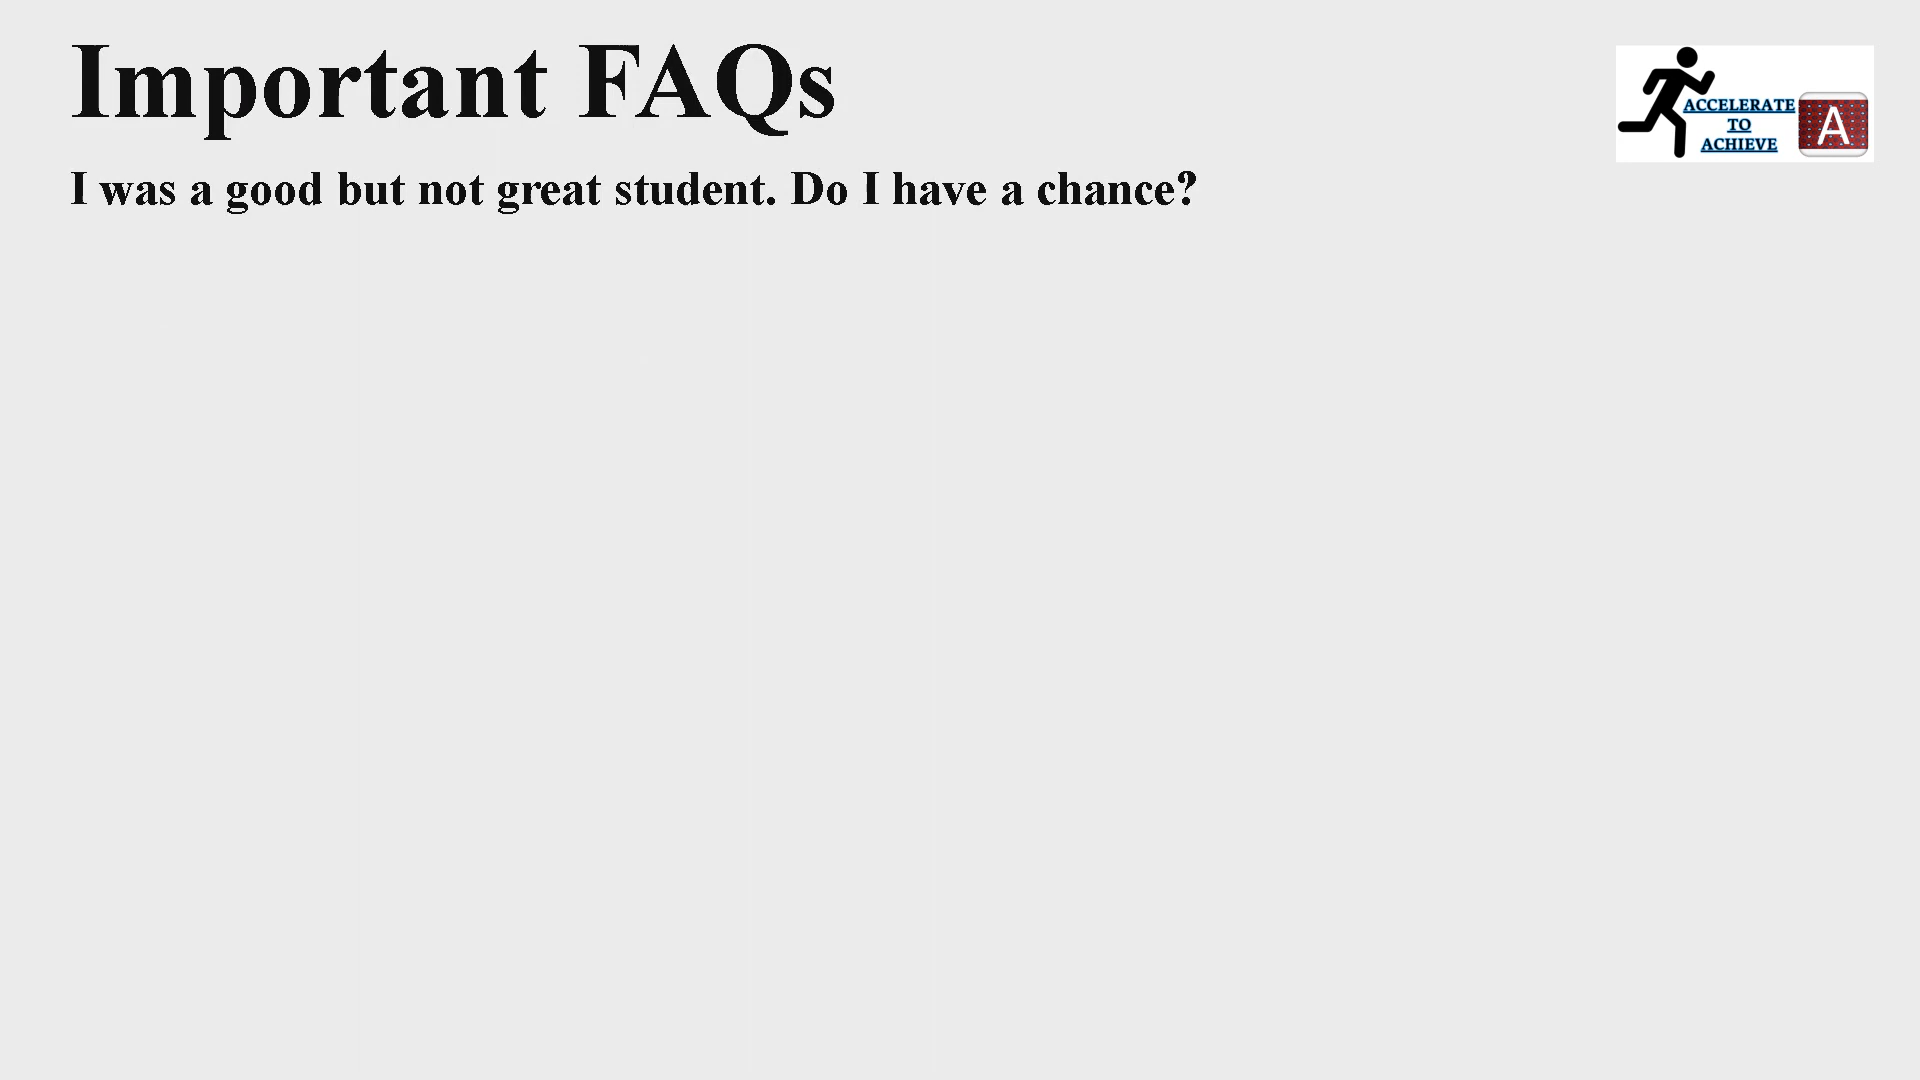 Important FAQs
ACCELERATE
TO
ACHIEVE
A
I was a good but not great student. Do I have a chance?